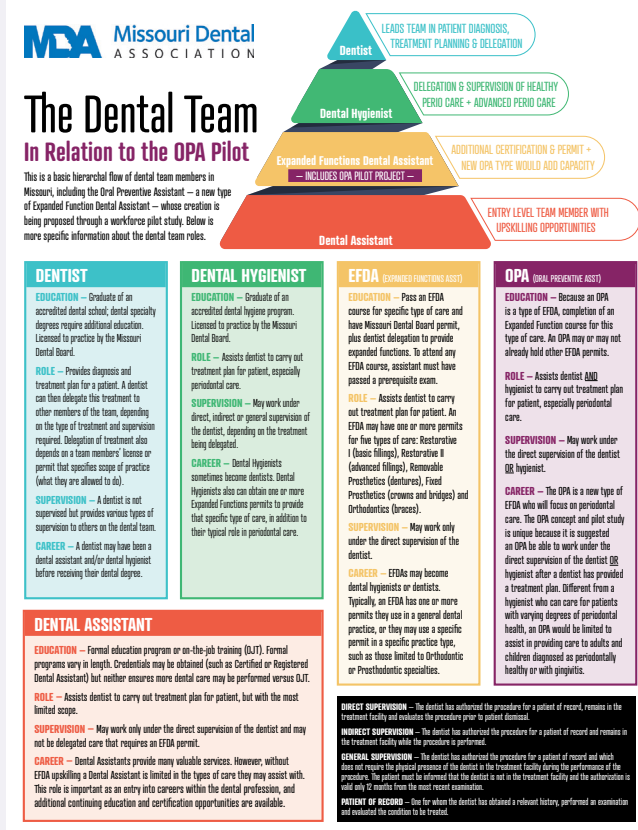 MDA Missouri Dental
ASSOCIATION
The Dental Team
In Relation to the OPA Pilot
This is a basic hierarchal flow of dental team members in
Missouri, including the Oral Preventive Assistant – a new type
of Expanded Function Dental Assistant – whose creation is
being proposed through a workforce pilot study. Below is
more specific information about the dental team roles.
Dentist
LEADS TEAM IN PATIENT DIAGNOSIS,
TREATMENT PLANNING & DELEGATION
Dental Hygienist
DELEGATION & SUPERVISION OF HEALTHY
PERIO CARE + ADVANCED PERIO CARE
Expanded Functions Dental Assistant
— INCLUDES OPA PILOT PROJECT —
ADDITIONAL CERTIFICATION & PERMIT +
NEW OPA TYPE WOULD ADD CAPACITY
Dental Assistant
ENTRY LEVEL TEAM MEMBER WITH
UPSKILLING OPPORTUNITIES
DENTIST
EDUCATION – Graduate of an
accredited dental school; dental specialty
degrees require additional education.
Licensed to practice by the Missouri
Dental Board.
ROLE – Provides diagnosis and
treatment plan for a patient. A dentist
can then delegate this treatment to
other members of the team, depending
on the type of treatment and supervision
required. Delegation of treatment also
depends on a team members' license or
permit that specifies scope of practice
(what they are allowed to do).
SUPERVISION – A dentist is not
supervised but provides various types of
supervision to others on the dental team.
CAREER – A dentist may have been a
dental assistant and/or dental hygienist
before receiving their dental degree.
DENTAL HYGIENIST
EDUCATION – Graduate of an
accredited dental hygiene program.
Licensed to practice by the Missouri
Dental Board.
ROLE – Assists dentist to carry out
treatment plan for patient, especially
periodontal care.
SUPERVISION – May work under
direct, indirect or general supervision of
the dentist, depending on the treatment
being delegated.
CAREER – Dental Hygienists
sometimes become dentists. Dental
Hygienists also can obtain one or more
Expanded Functions permits to provide
that specific type of care, in addition to
their typical role in periodontal care.
EFDA (EXPANDED FUNCTIONS ASST)
EDUCATION – Pass an EFDA
course for specific type of care and
have Missouri Dental Board permit,
plus dentist delegation to provide
expanded functions. To attend any
EFDA course, assistant must have
passed a prerequisite exam.
ROLE – Assists dentist to carry
out treatment plan for patient. An
EFDA may have one or more permits
for five types of care: Restorative
I (basic fillings), Restorative II
(advanced fillings), Removable
Prosthetics (dentures), Fixed
Prosthetics (crowns and bridges) and
Orthodontics (braces).
SUPERVISION – May work only
under the direct supervision of the
dentist.
CAREER – EFDAs may become
dental hygienists or dentists.
Typically, an EFDA has one or more
permits they use in a general dental
practice, or they may use a specific
permit in a specific practice type,
such as those limited to Orthodontic
or Prosthodontic specialties.
OPA (ORAL PREVENTIVE ASST)
EDUCATION – Because an OPA
is a type of EFDA, completion of an
Expanded Function course for this
type of care. An OPA may or may not
already hold other EFDA permits.
ROLE – Assists dentist AND
hygienist to carry out treatment plan
for patient, especially periodontal
care.
SUPERVISION – May work under
the direct supervision of the dentist
OR hygienist.
CAREER – The OPA is a new type of
EFDA who will focus on periodontal
care. The OPA concept and pilot study
is unique because it is suggested
an OPA be able to work under the
direct supervision of the dentist OR
hygienist after a dentist has provided
a treatment plan. Different from a
hygienist who can care for patients
with varying degrees of periodontal
health, an OPA would be limited to
assist in providing care to adults and
children diagnosed as periodontally
healthy or with gingivitis.
DENTAL ASSISTANT
EDUCATION – Formal education program or on-the-job training (OJT). Formal
programs vary in length. Credentials may be obtained (such as Certified or Registered
Dental Assistant) but neither ensures more dental care may be performed versus OJT.
ROLE – Assists dentist to carry out treatment plan for patient, but with the most
limited scope.
SUPERVISION – May work only under the direct supervision of the dentist and may
not be delegated care that requires an EFDA permit.
CAREER – Dental Assistants provide many valuable services. However, without
EFDA upskilling a Dental Assistant is limited in the types of care they may assist with.
This role is important as an entry into careers within the dental profession, and
additional continuing education and certification opportunities are available.
DIRECT SUPERVISION – The dentist has authorized the procedure for a patient of record, remains in the
treatment facility and evaluates the procedure prior to patient dismissal.
INDIRECT SUPERVISION – The dentist has authorized the procedure for a patient of record and remains in
the treatment facility while the procedure is performed.
GENERAL SUPERVISION – The dentist has authorized the procedure for a patient of record and which
does not require the physical presence of the dentist in the treatment facility during the performance of the
procedure. The patient must be informed that the dentist is not in the treatment facility and the authorization is
valid only 12 months from the most recent examination.
PATIENT OF RECORD – One for whom the dentist has obtained a relevant history, performed an examination
and evaluated the condition to be treated.